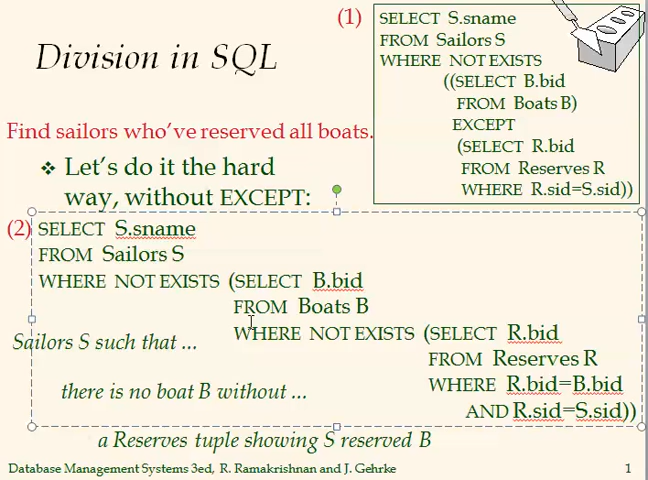 Division in SQL
(1)
SELECT S.sname
FROM Sailors S
WHERE NOT EXISTS
((SELECT B.bid
FROM Boats B)
EXCEPT
(SELECT R.bid
FROM Reserves R
WHERE R.sid=S.sid))
Find sailors who've reserved all boats.
❖ Let's do it the hard
way, without EXCEPT:
(2)
SELECT S.sname
FROM Sailors S
WHERE NOT EXISTS (SELECT B.bid
FROM Boats B
WHERE NOT EXISTS (SELECT R.bid
FROM Reserves R
WHERE R.bid=B.bid
AND R.sid=S.sid))
Sailors S such that ...
there is no boat B without ...
a Reserves tuple showing S reserved B
Database Management Systems 3ed, R. Ramakrishnan and J. Gehrke
1